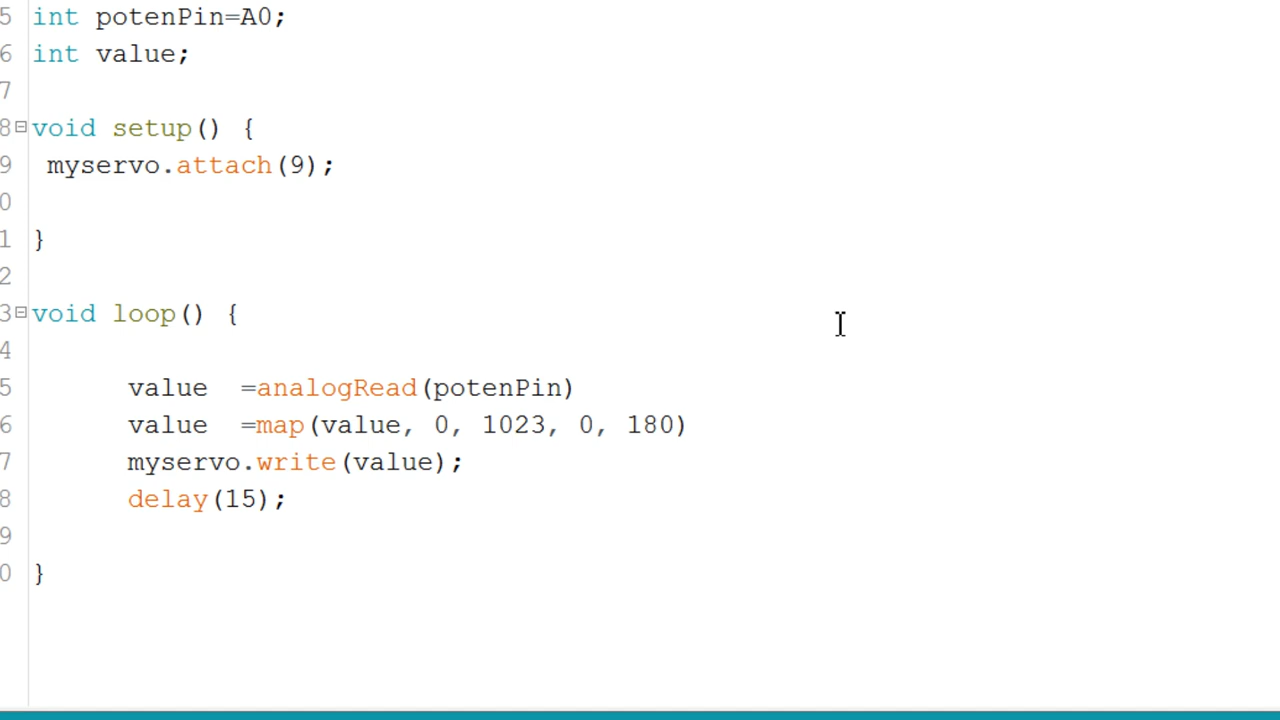 5 int potenPin=A0;
6 int value;
7
8 void setup() {
9  myservo.attach(9);
0
1 }
2
3 void loop() {
4
5       value  =analogRead(potenPin)
6       value  =map(value, 0, 1023, 0, 180)
7       myservo.write(value);
8       delay(15);
9
0 }